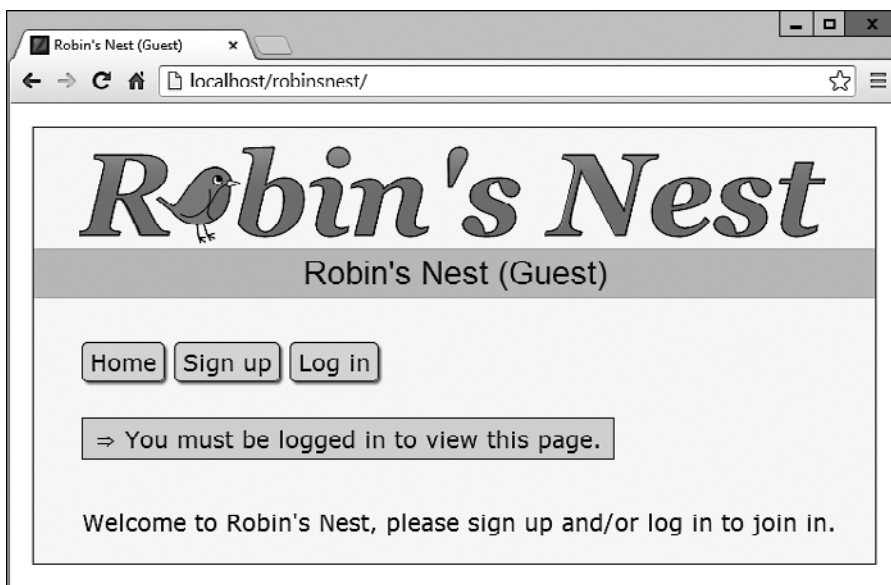 Robin's Nest (Guest)
localhost/robinsnest/
Robin's Nest
Robin's Nest (Guest)
Home Sign up Log in
⇒ You must be logged in to view this page.
Welcome to Robin's Nest, please sign up and/or log in to join in.